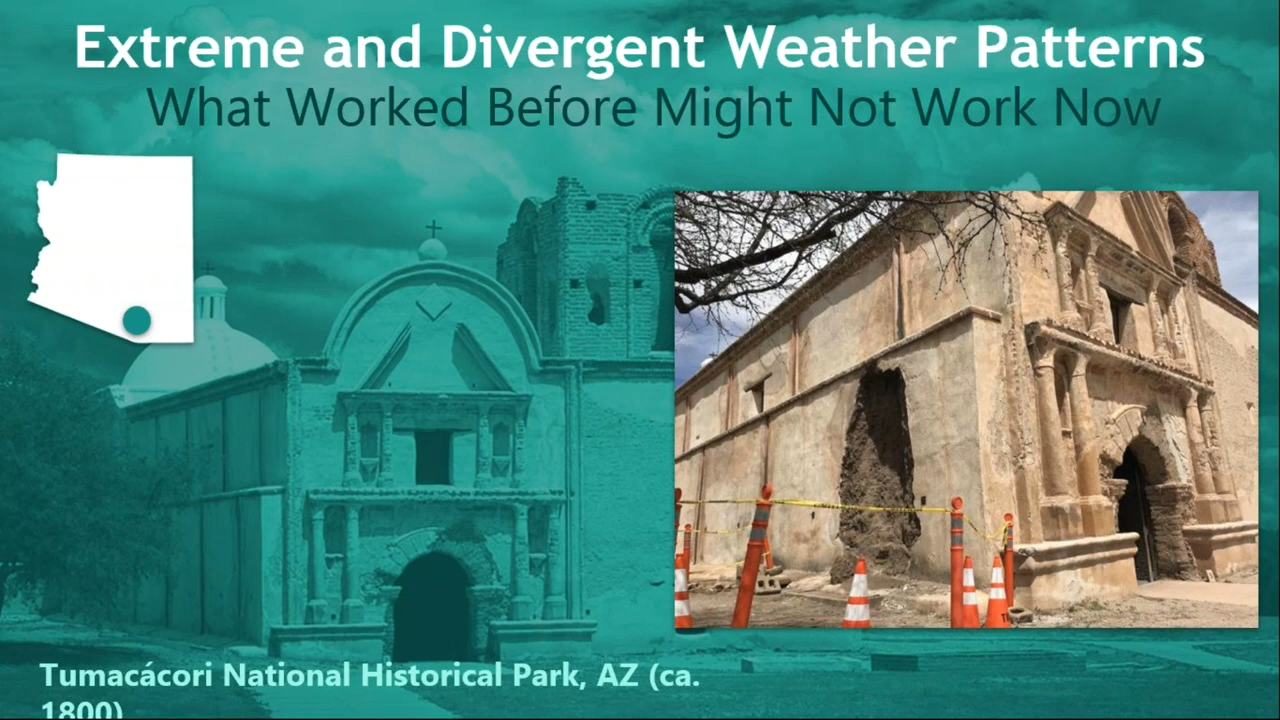 Extreme and Divergent Weather Patterns
What Worked Before Might Not Work Now
Tumacácori National Historical Park, AZ (ca.
1800)